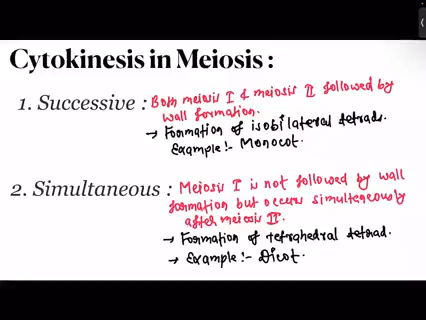 Cytokinesis in Meiosis :
1. Successive : Both meiosis I & meiosis II followed by
wall formation.
→ Formation of isobilateral tetrads.
Example :- Monocot.
2. Simultaneous : Meiosis I is not followed by wall
formation but occurs simultaneously
after meiosis II.
→ Formation of tetrahedral tetrad.
→ Example :- Dicot.